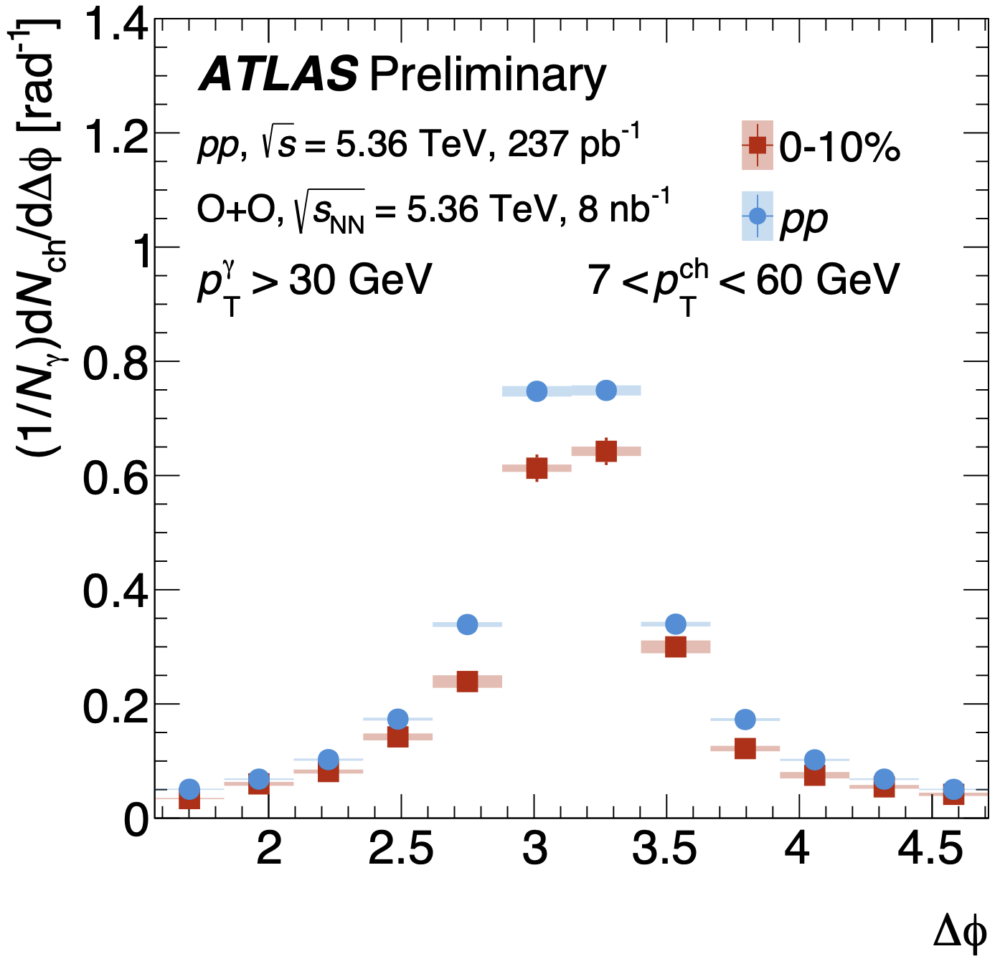 (1/Nγ)dNch/dΔϕ [rad-1]
1.4
1.2
1
0.8
0.6
0.4
0.2
0
ATLAS Preliminary
pp, √s = 5.36 TeV, 237 pb-1
O+O, √sNN = 5.36 TeV, 8 nb-1
pTγ > 30 GeV
0-10%
pp
7 < pTch < 60 GeV
2 2.5 3 3.5 4 4.5
Δϕ